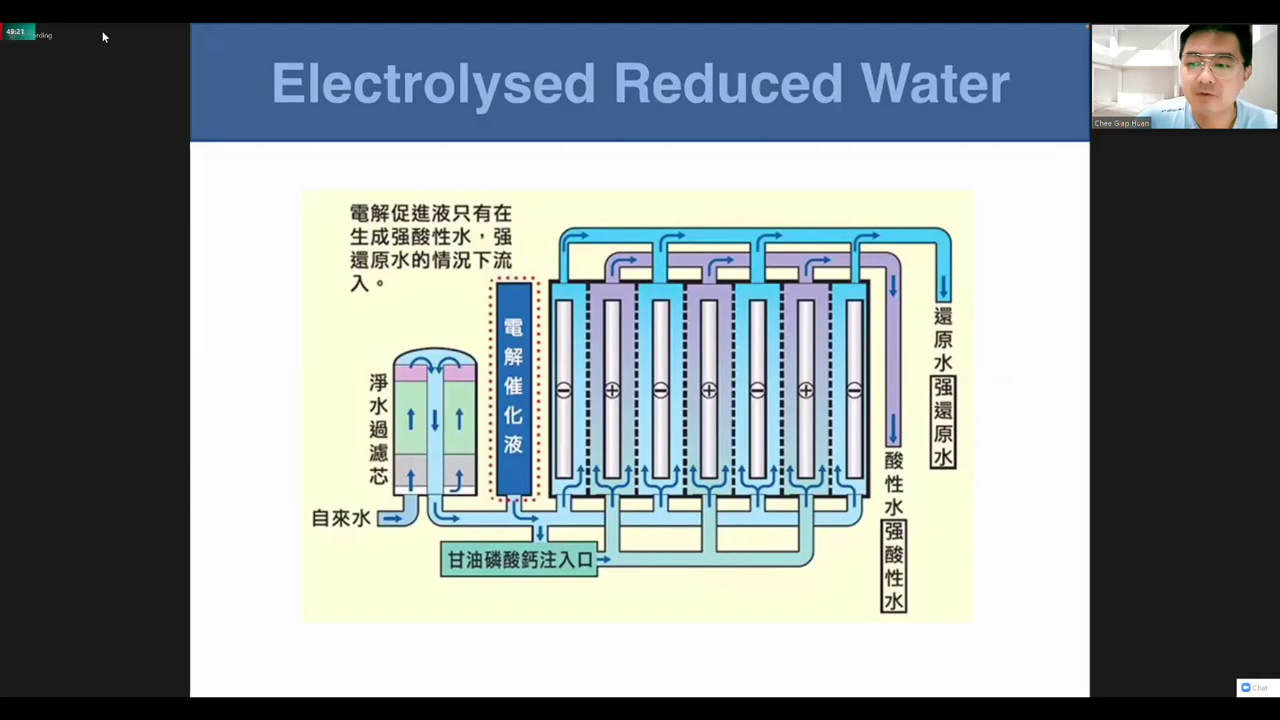 49:21
Electrolysed Reduced Water
Chee Giap Huan
電解促進液只有在
生成强酸性水，强
還原水的情況下流
入。
電解催化液
淨水過濾芯
自來水
甘油磷酸鈣注入口
還原水
强還原水
酸性水
强酸性水
Chat